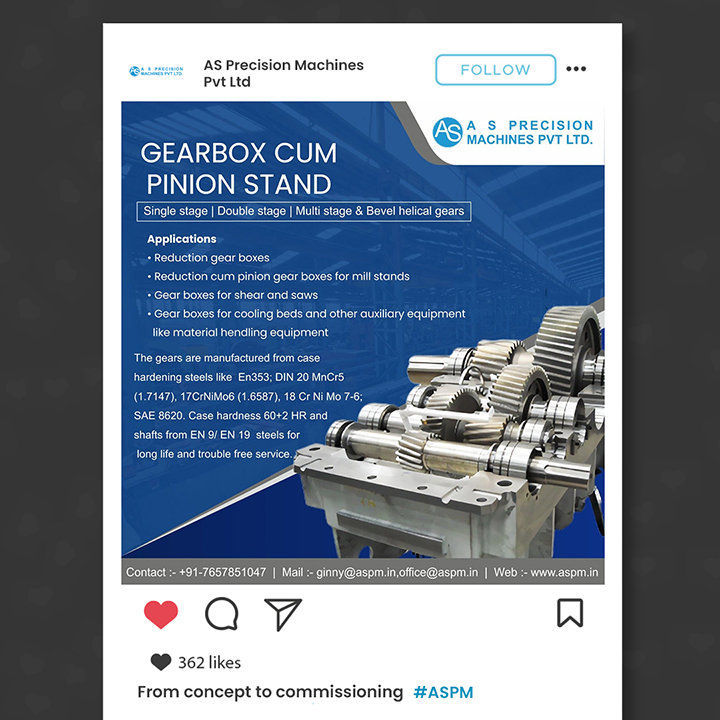 A S PRECISION
MACHINES PVT LTD.
AS Precision Machines
Pvt Ltd
FOLLOW
AS
A S PRECISION
MACHINES PVT LTD.
GEARBOX CUM
PINION STAND
Single stage | Double stage | Multi stage & Bevel helical gears
Applications
• Reduction gear boxes
• Reduction cum pinion gear boxes for mill stands
• Gear boxes for shear and saws
• Gear boxes for cooling beds and other auxiliary equipment
like material hendling equipment
The gears are manufactured from case
hardening steels like En353; DIN 20 MnCr5
(1.7147), 17CrNiMo6 (1.6587), 18 Cr Ni Mo 7-6;
SAE 8620. Case hardness 60+2 HR and
shafts from EN 9/ EN 19 steels for
long life and trouble free service..
Contact :- +91-7657851047 | Mail :- ginny@aspm.in,office@aspm.in | Web :- www.aspm.in
362 likes
From concept to commissioning #ASPM